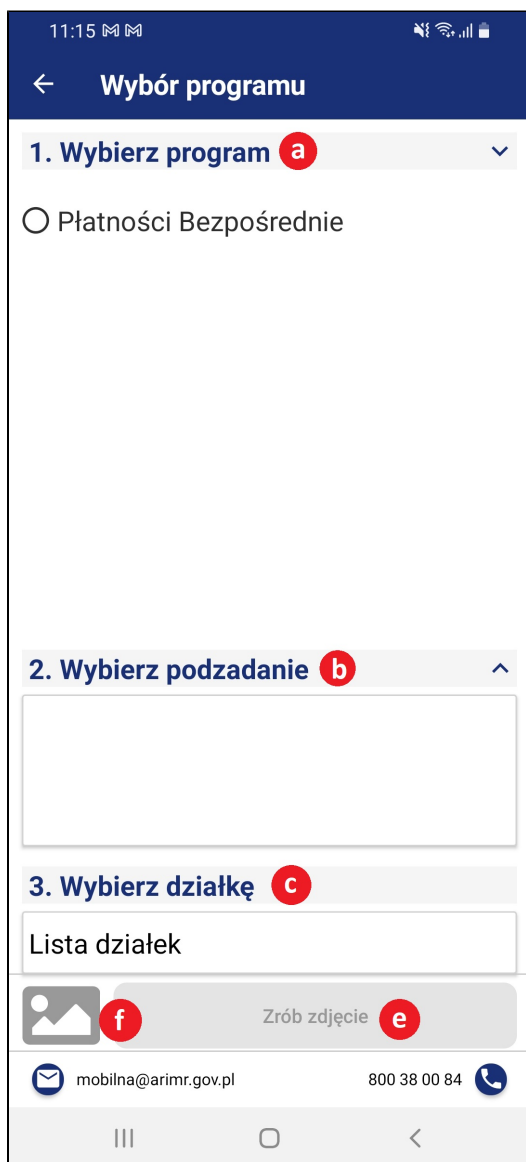 11:15 M M
Wybór programu
1. Wybierz program a
Płatności Bezpośrednie
2. Wybierz podzadanie b
3. Wybierz działkę c
Lista działek
f Zrób zdjęcie e
mobilna@arimr.gov.pl 800 38 00 84